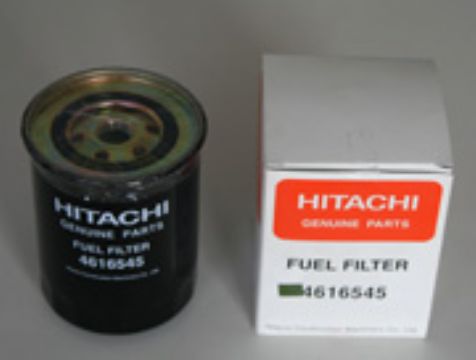 HITACHI
GENUINE PARTS
FUEL FILTER
4616545
HITACHI
GENUINE PARTS
FUEL FILTER
4616545